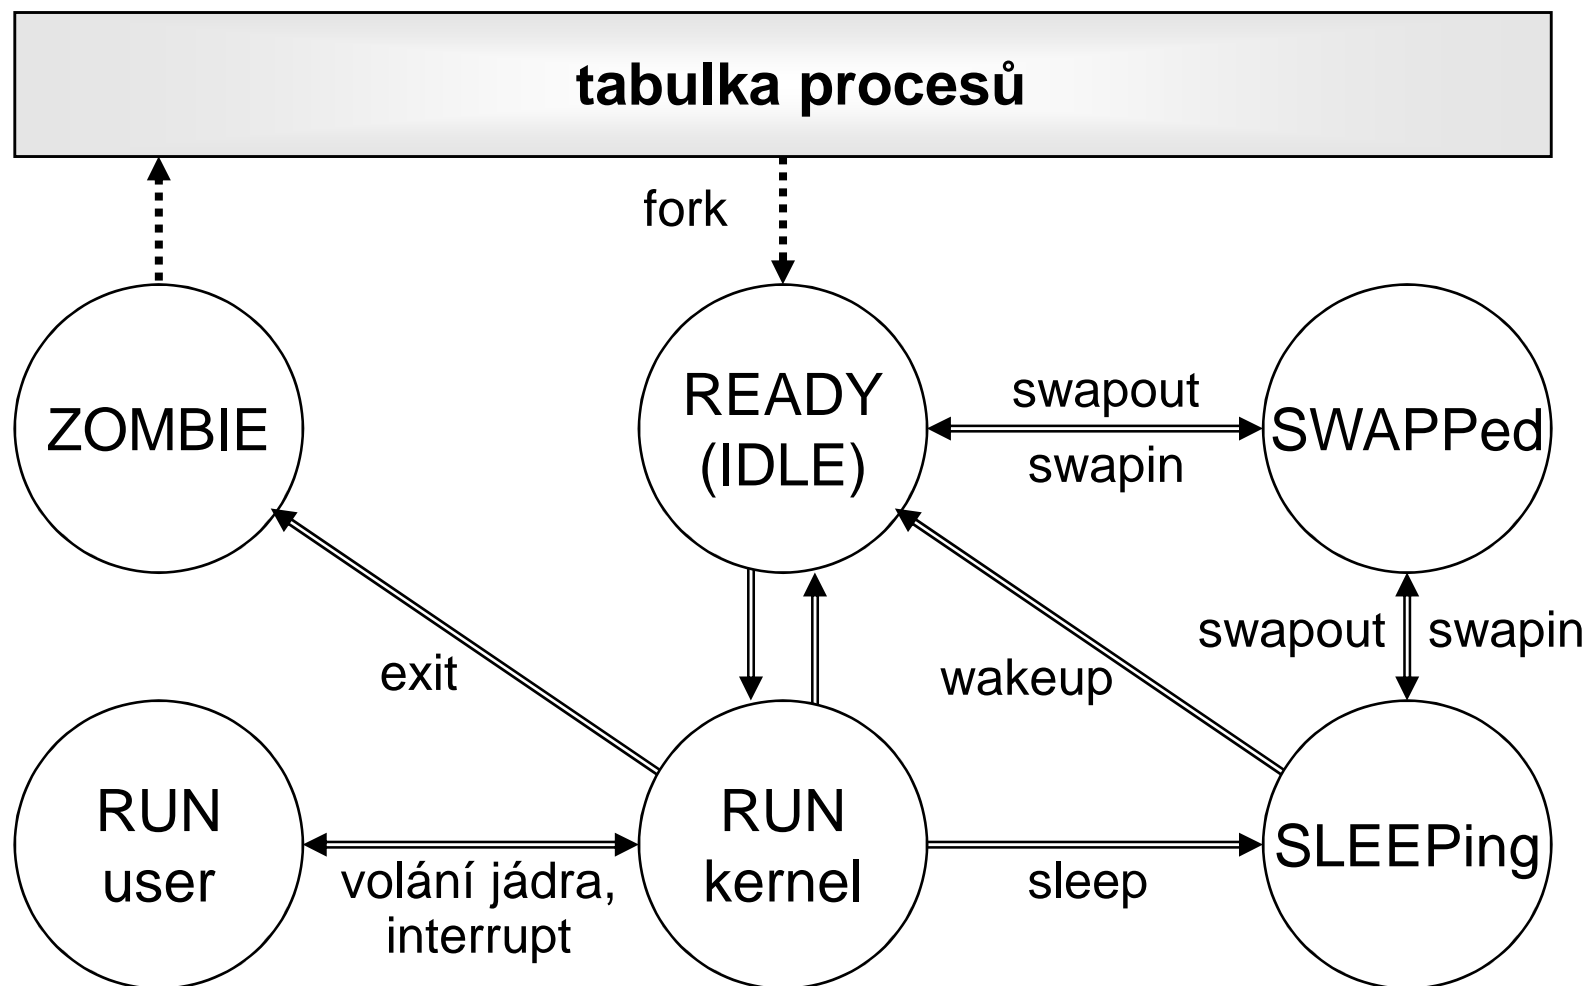 tabulka procesů
fork
ZOMBIE
READY
(IDLE)
swapout
swapin
SWAPPed
exit
wakeup
swapout
swapin
RUN
user
volání jádra,
interrupt
RUN
kernel
sleep
SLEEPing